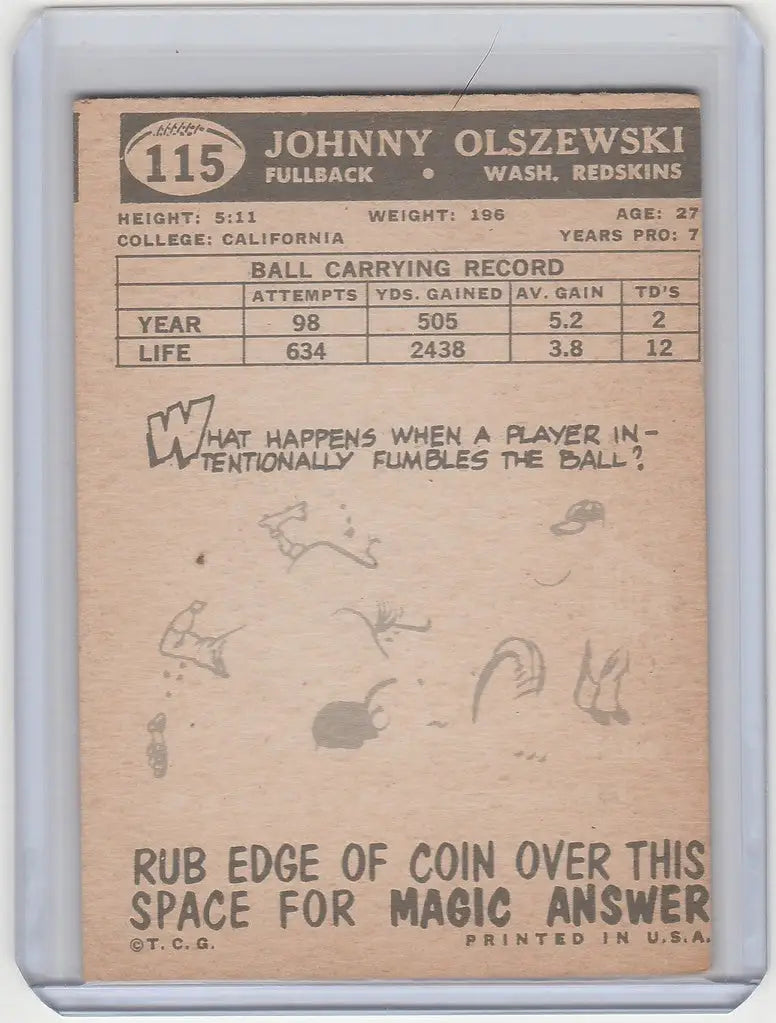 115
JOHNNY OLSZEWSKI
FULLBACK • WASH. REDSKINS
HEIGHT: 5:11 WEIGHT: 196 AGE: 27
COLLEGE: CALIFORNIA YEARS PRO: 7
BALL CARRYING RECORD
ATTEMPTS YDS. GAINED AV. GAIN TD'S
YEAR 98 505 5.2 2
LIFE 634 2438 3.8 12
WHAT HAPPENS WHEN A PLAYER IN-
TENTIONALLY FUMBLES THE BALL?
RUB EDGE OF COIN OVER THIS
SPACE FOR MAGIC ANSWER
©T. C. G. PRINTED IN U.S.A.